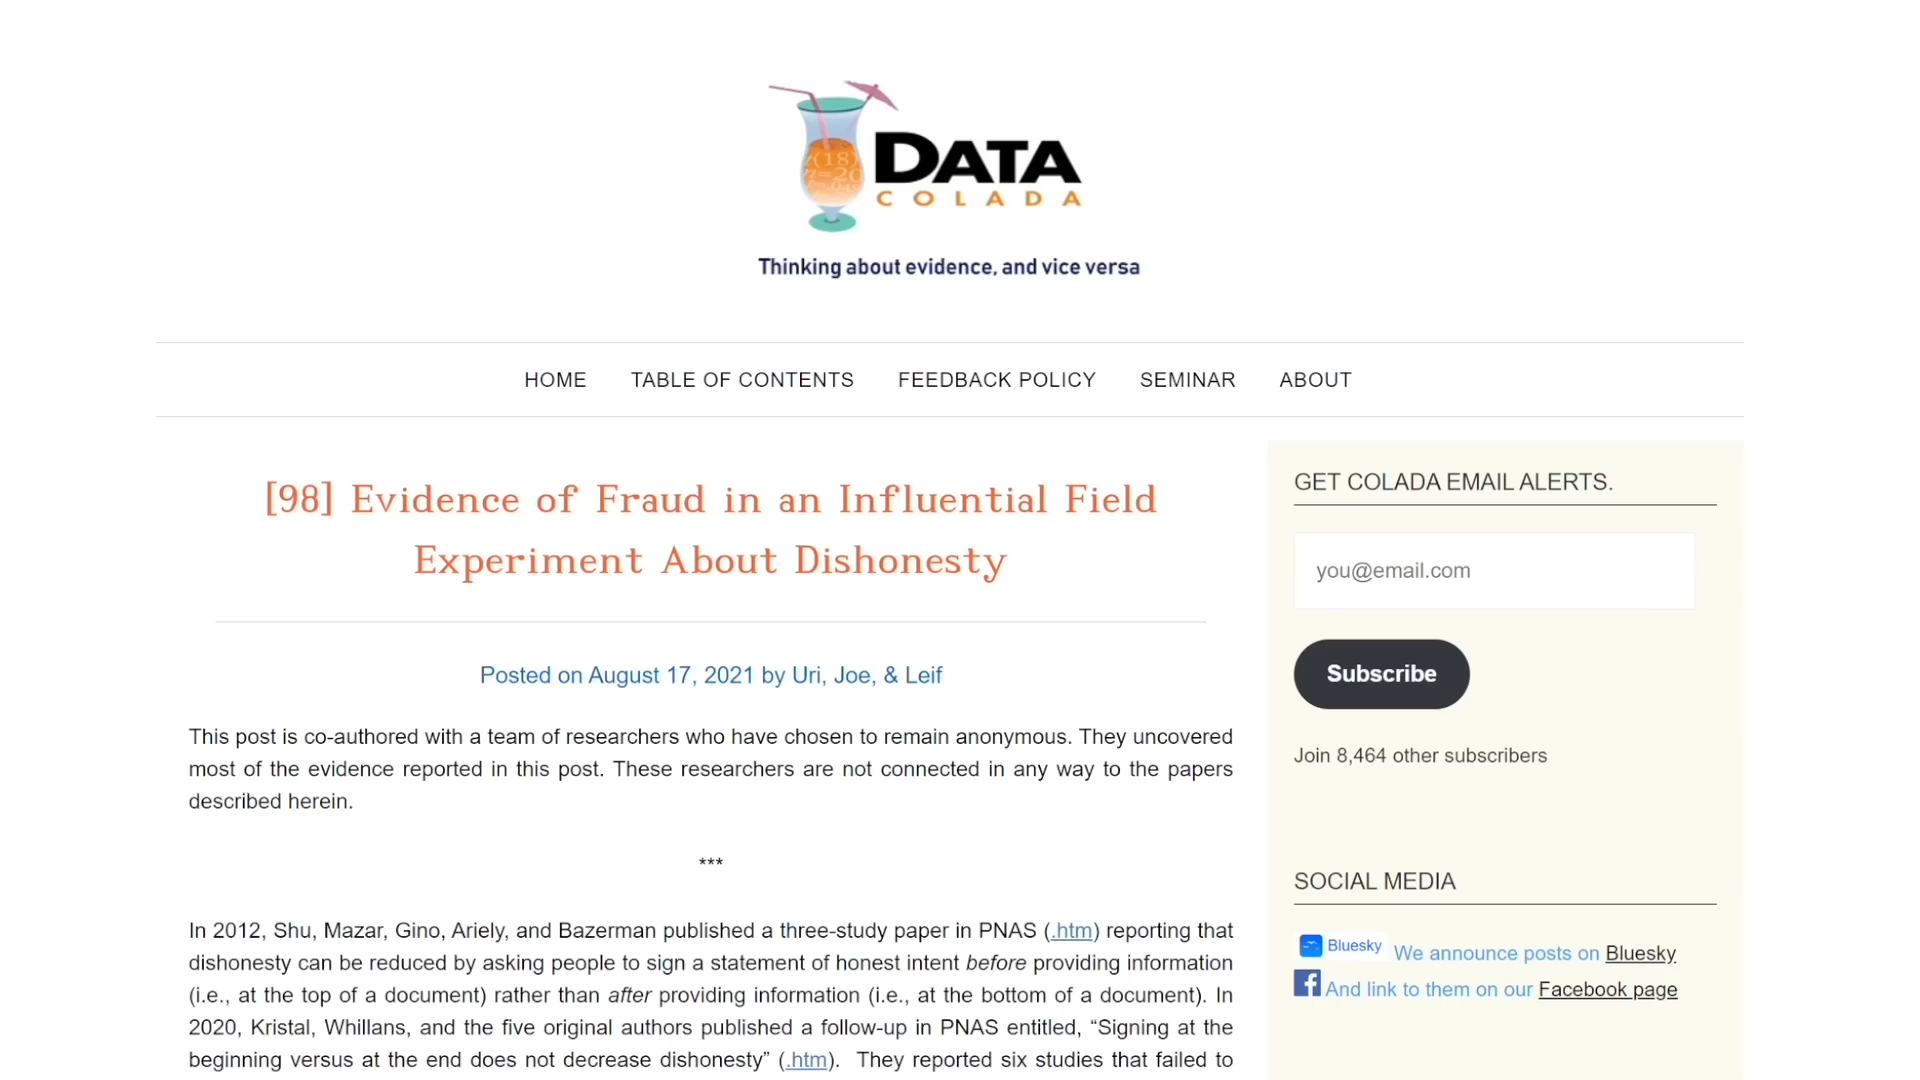 DATA
COLADA
Thinking about evidence, and vice versa
HOME TABLE OF CONTENTS FEEDBACK POLICY SEMINAR ABOUT
[98] Evidence of Fraud in an Influential Field
Experiment About Dishonesty
Posted on August 17, 2021 by Uri, Joe, & Leif
This post is co-authored with a team of researchers who have chosen to remain anonymous. They uncovered
most of the evidence reported in this post. These researchers are not connected in any way to the papers
described herein.
***
In 2012, Shu, Mazar, Gino, Ariely, and Bazerman published a three-study paper in PNAS (.htm) reporting that
dishonesty can be reduced by asking people to sign a statement of honest intent before providing information
(i.e., at the top of a document) rather than after providing information (i.e., at the bottom of a document). In
2020, Kristal, Whillans, and the five original authors published a follow-up in PNAS entitled, “Signing at the
beginning versus at the end does not decrease dishonesty” (.htm). They reported six studies that failed to
GET COLADA EMAIL ALERTS.
you@email.com
Subscribe
Join 8,464 other subscribers
SOCIAL MEDIA
Bluesky We announce posts on Bluesky
And link to them on our Facebook page